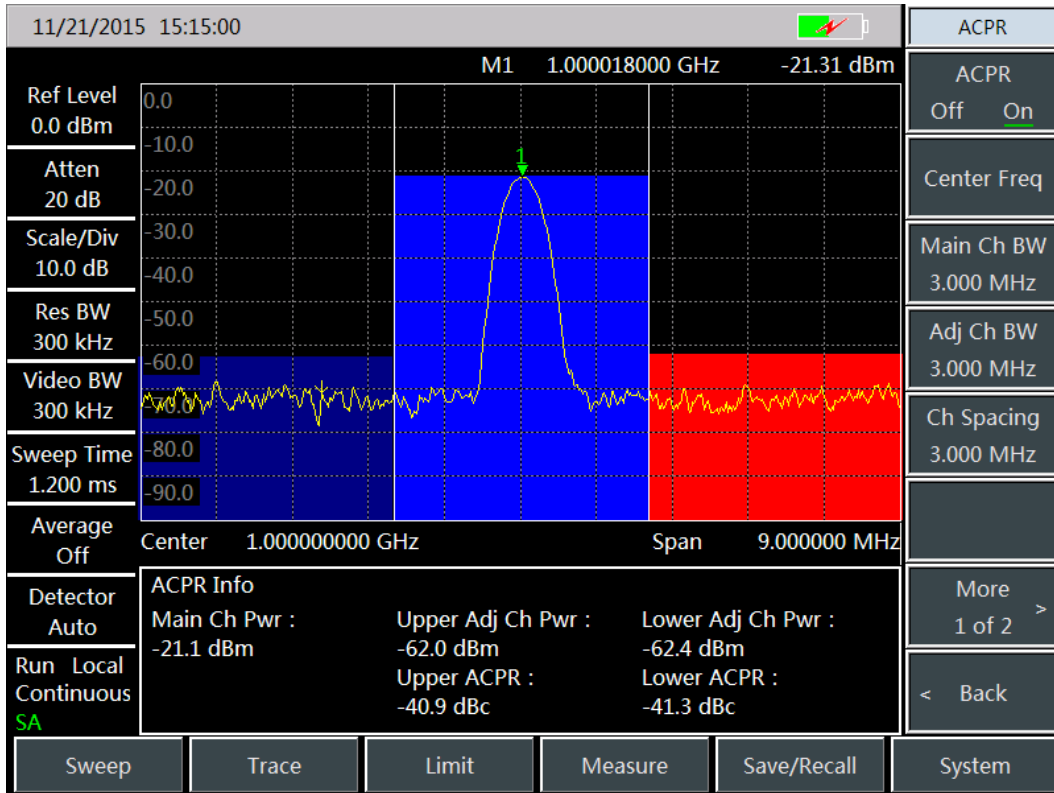 11/21/2015 15:15:00
ACPR
M1 1.000018000 GHz -21.31 dBm
Ref Level
0.0 dBm
Atten
20 dB
Scale/Div
10.0 dB
Res BW
300 kHz
Video BW
300 kHz
Sweep Time
1.200 ms
Average
Off
Detector
Auto
Run Local
Continuous
SA
0.0
-10.0
-20.0
-30.0
-40.0
-50.0
-60.0
-70.0
-80.0
-90.0
1
Center 1.000000000 GHz Span 9.000000 MHz
ACPR Info
Main Ch Pwr : Upper Adj Ch Pwr : Lower Adj Ch Pwr :
-21.1 dBm -62.0 dBm -62.4 dBm
Upper ACPR : Lower ACPR :
-40.9 dBc -41.3 dBc
ACPR
Off On
Center Freq
Main Ch BW
3.000 MHz
Adj Ch BW
3.000 MHz
Ch Spacing
3.000 MHz
More >
1 of 2
< Back
Sweep Trace Limit Measure Save/Recall System